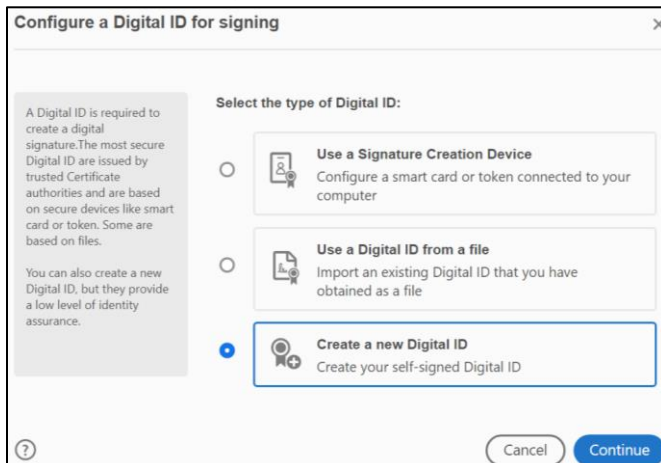 Configure a Digital ID for signing
A Digital ID is required to
create a digital
signature.The most secure
Digital ID are issued by
trusted Certificate
authorities and are based
on secure devices like smart
card or token. Some are
based on files.
You can also create a new
Digital ID, but they provide
a low level of identity
assurance.
Select the type of Digital ID:
Use a Signature Creation Device
Configure a smart card or token connected to your
computer
Use a Digital ID from a file
Import an existing Digital ID that you have
obtained as a file
Create a new Digital ID
Create your self-signed Digital ID
?
Cancel
Continue